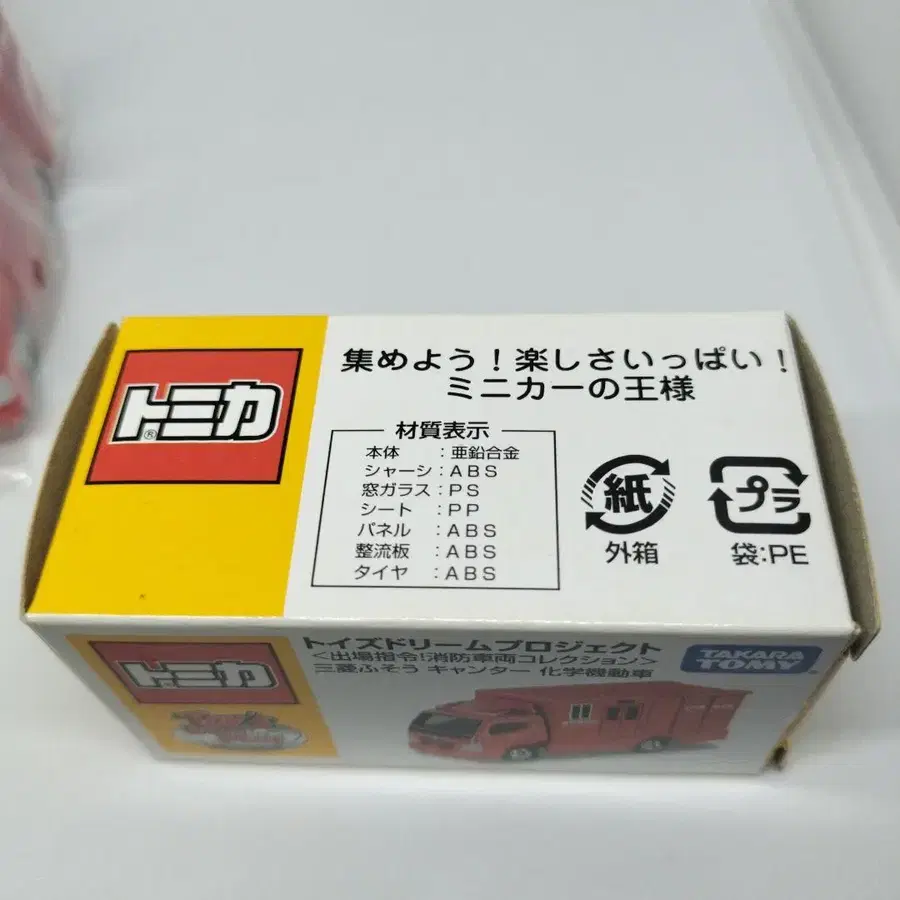 トミカ®
集めよう！楽しさいっぱい！
ミニカーの王様
材質表示
本体 ：亜鉛合金
シャーシ：ABS
窓ガラス：PS
シート ：PP
パネル ：ABS
整流板 ：ABS
タイヤ ：ABS
紙
外箱
プラ
袋：PE
トミカ
トイズドリームプロジェクト
<出場指令!消防車両コレクション>
三菱ふそう キャンター 化学機動車
TAKARA
TOMY